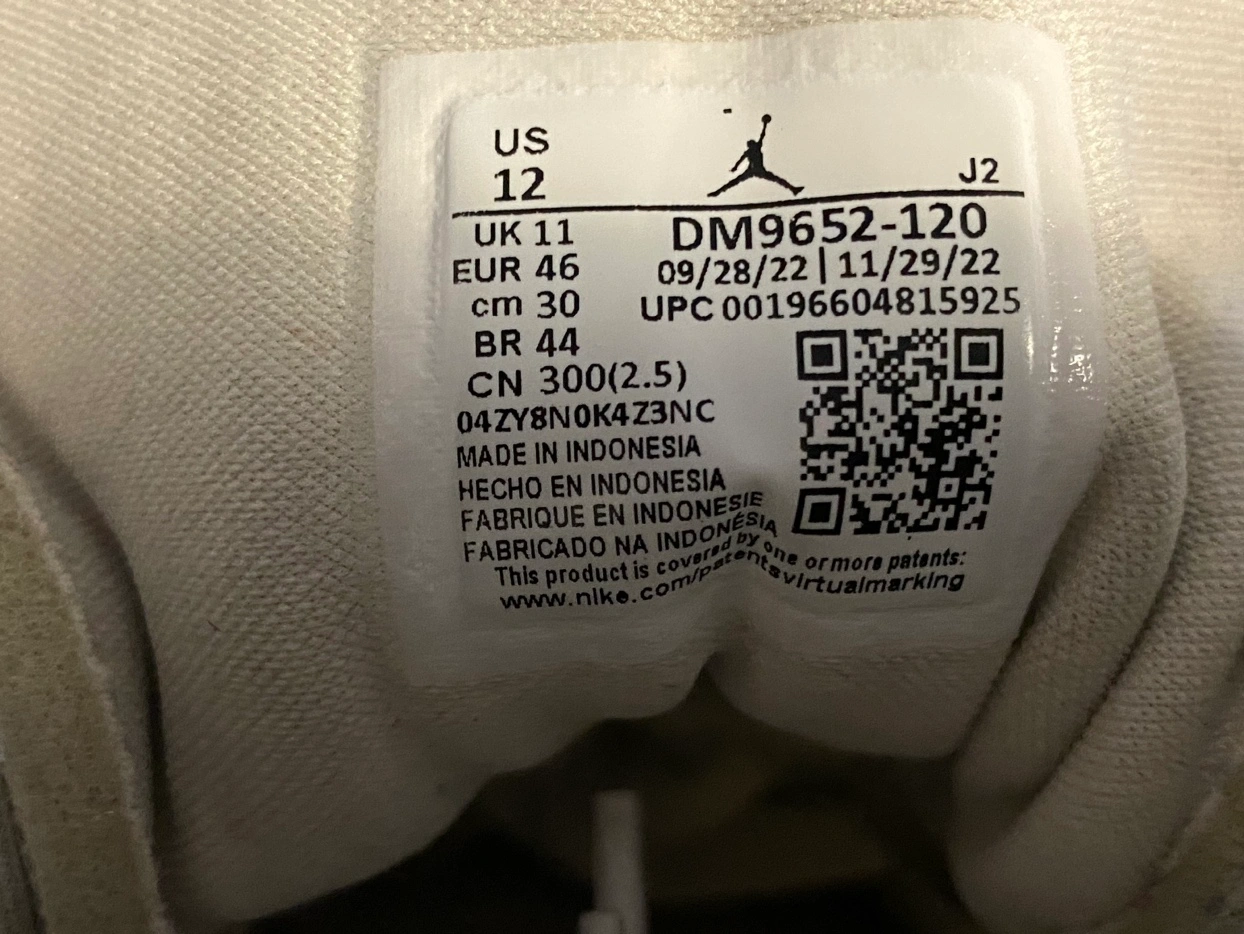 US
12
J2
UK 11
EUR 46
cm 30
BR 44
CN 300(2.5)
DM9652-120
09/28/22 | 11/29/22
UPC 00196604815925
04ZY8N0K4Z3NC
MADE IN INDONESIA
HECHO EN INDONESIA
FABRIQUE EN INDONESIE
FABRICADO NA INDONÉSIA
This product is covered by one or more patents:
www.nike.com/patentsvirtualmarking